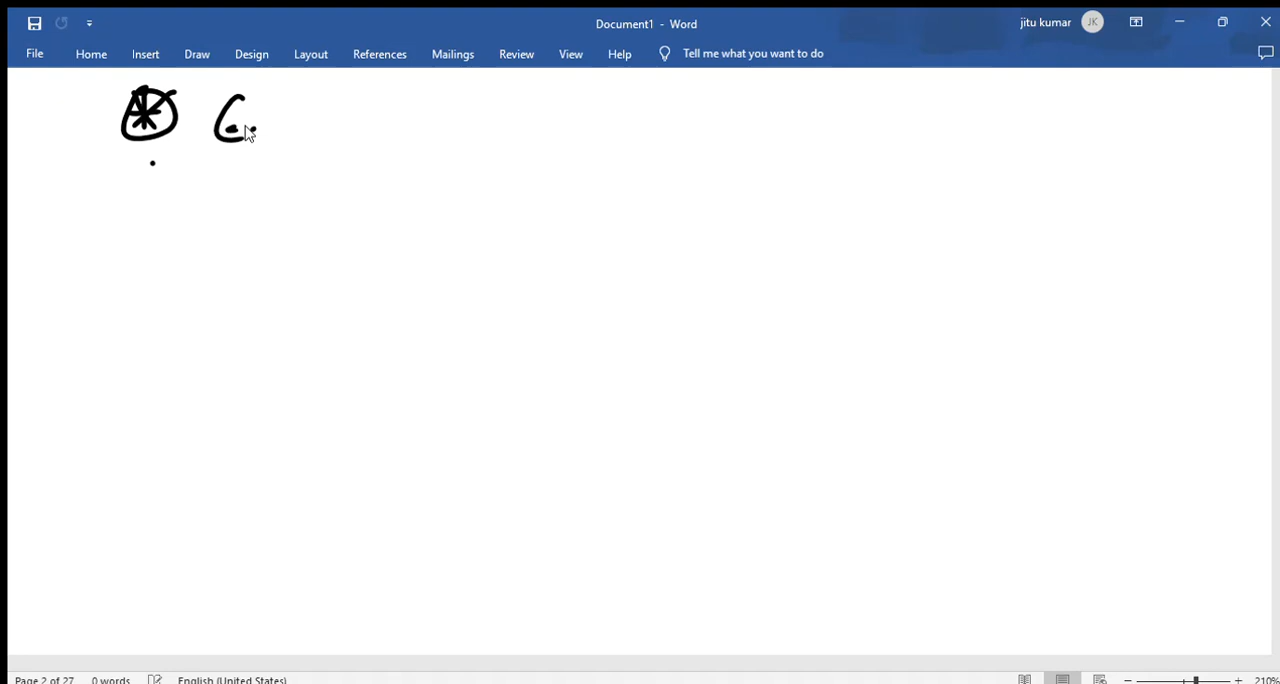 Document1 - Word
jitu kumar
JK
File Home Insert Draw Design Layout References Mailings Review View Help Tell me what you want to do
Page 2 of 27 0 words English (United States) 210%